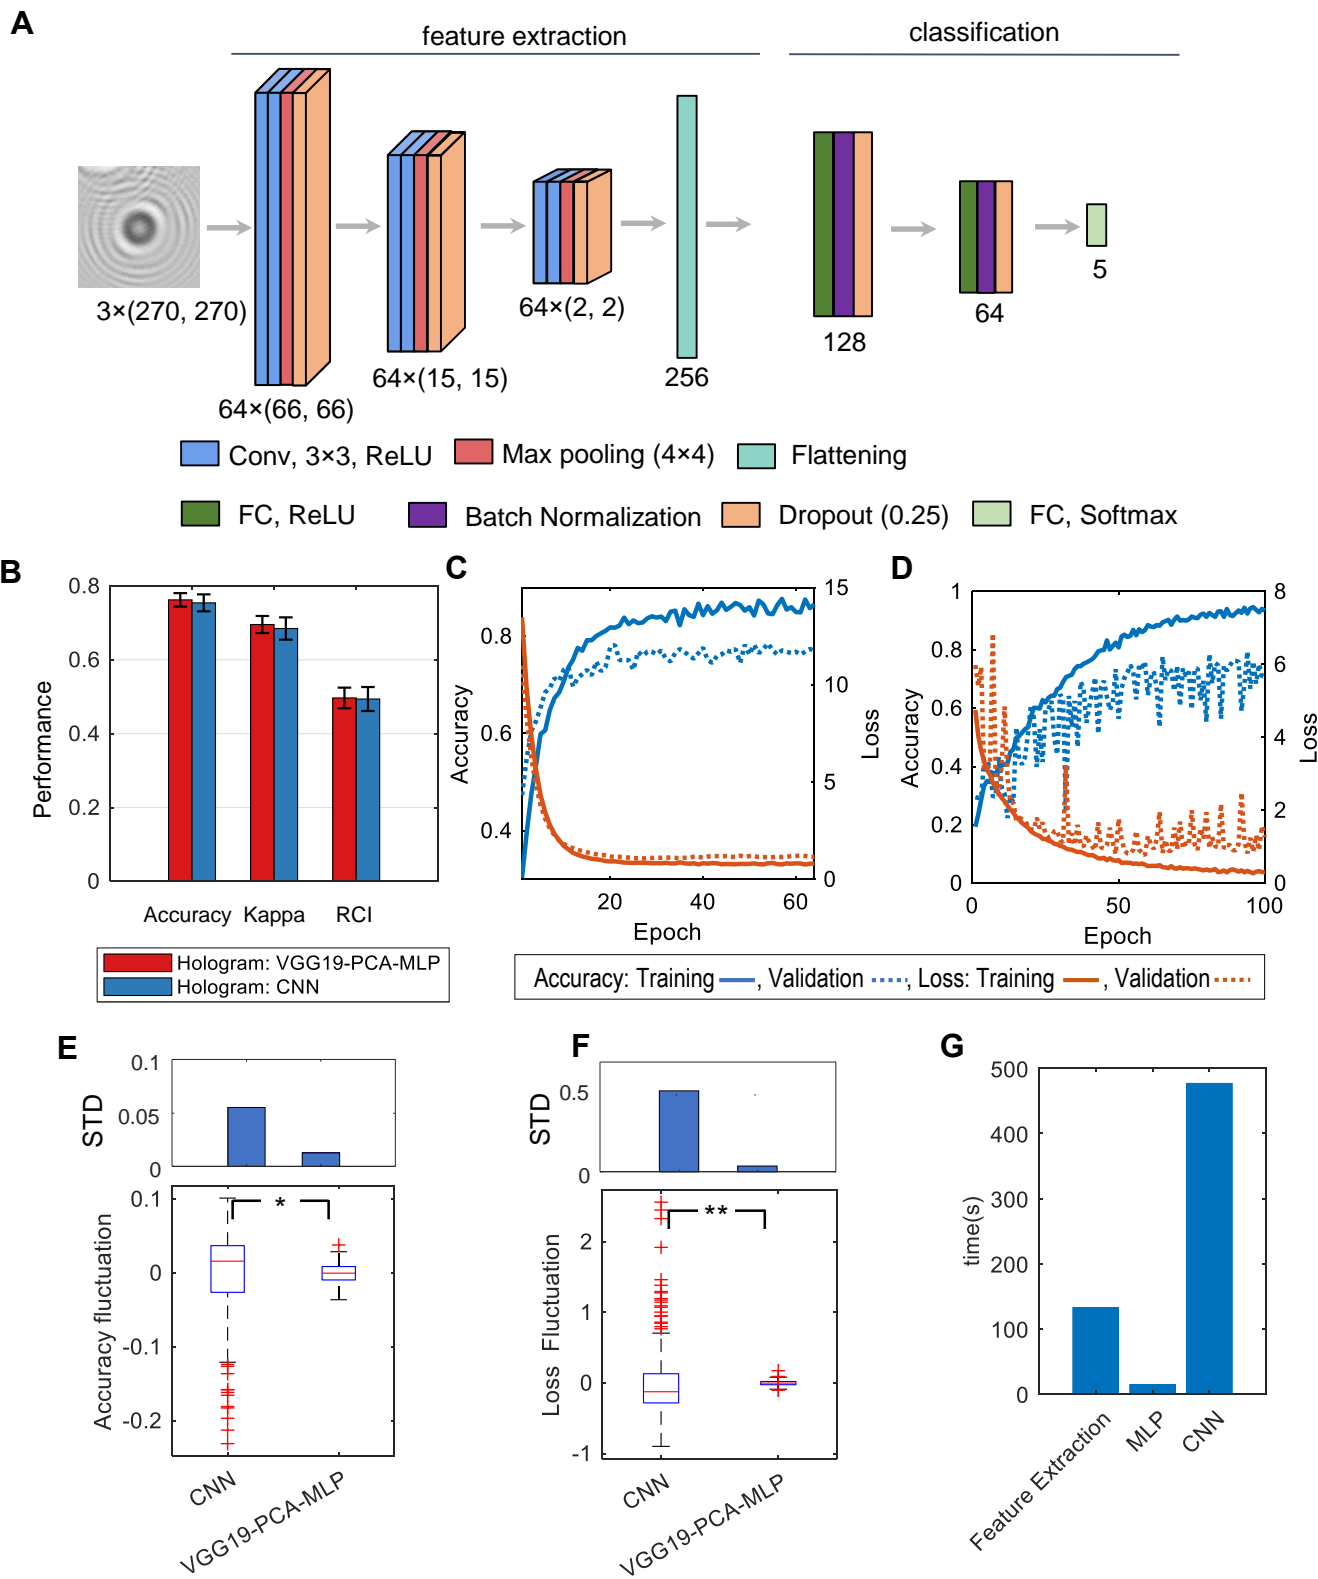 A
feature extraction
classification
3×(270, 270)
64×(66, 66)
64×(15, 15)
64×(2, 2)
256
128
64
5
Conv, 3×3, ReLU
Max pooling (4×4)
Flattening
FC, ReLU
Batch Normalization
Dropout (0.25)
FC, Softmax
B
Performance
0.8
0.6
0.4
0.2
0
Accuracy
Kappa
RCI
Hologram: VGG19-PCA-MLP
Hologram: CNN
C
Accuracy
0.8
0.6
0.4
15
10
5
0
Loss
20
40
60
Epoch
D
Accuracy
1
0.8
0.6
0.4
0.2
0
8
6
4
2
0
Loss
0
50
100
Epoch
Accuracy: Training , Validation , Loss: Training , Validation
E
STD
0.1
0.05
0
Accuracy fluctuation
0.1
0
-0.1
-0.2
*
CNN
VGG19-PCA-MLP
F
STD
0.5
0
Loss Fluctuation
2
1
0
-1
**
CNN
VGG19-PCA-MLP
G
time(s)
500
400
300
200
100
0
Feature Extraction
MLP
CNN